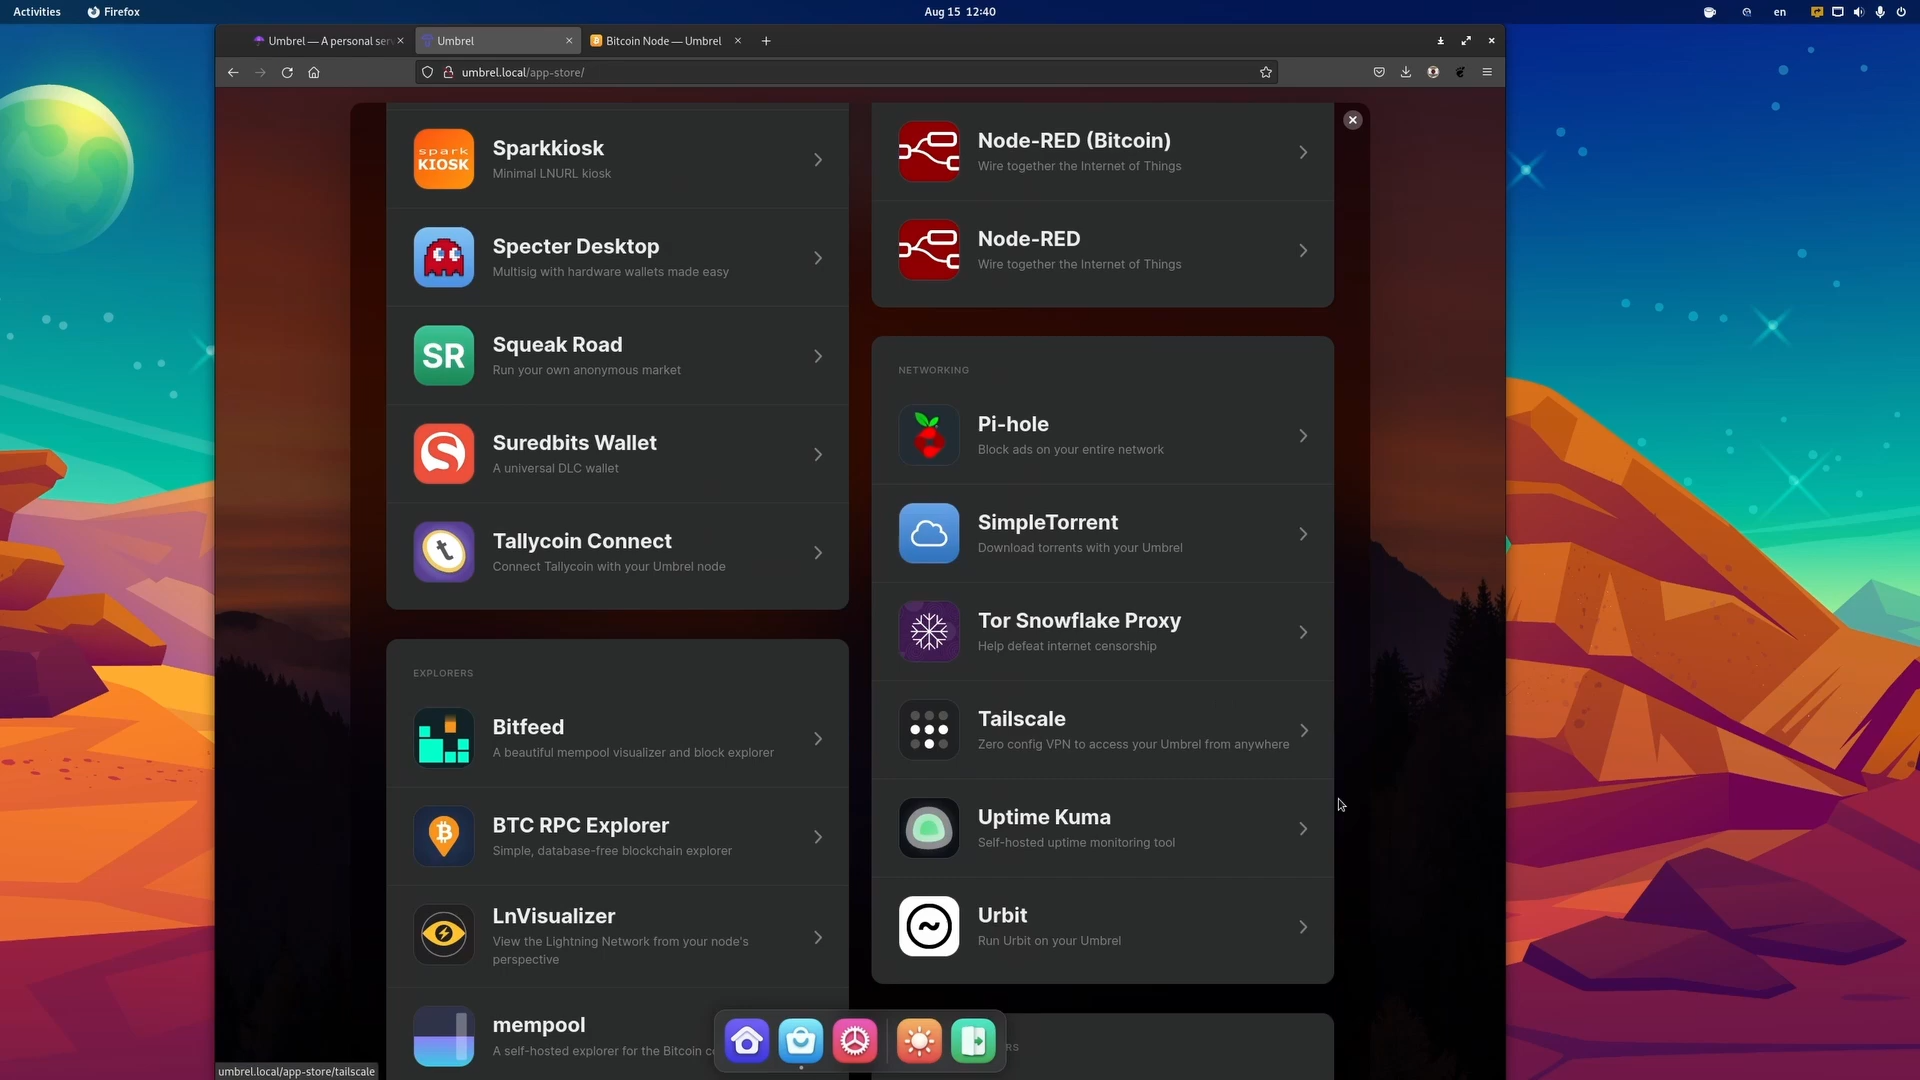 Activities
Firefox
Aug 15 12:40
en
Umbrel — A personal ser
Umbrel
Bitcoin Node — Umbrel
umbrel.local/app-store/
spark
KIOSK
Sparkkiosk
Minimal LNURL kiosk
Specter Desktop
Multisig with hardware wallets made easy
SR
Squeak Road
Run your own anonymous market
Suredbits Wallet
A universal DLC wallet
t
Tallycoin Connect
Connect Tallycoin with your Umbrel node
EXPLORERS
Bitfeed
A beautiful mempool visualizer and block explorer
BTC RPC Explorer
Simple, database-free blockchain explorer
LnVisualizer
View the Lightning Network from your node's
perspective
mempool
A self-hosted explorer for the Bitcoin
Node-RED (Bitcoin)
Wire together the Internet of Things
Node-RED
Wire together the Internet of Things
NETWORKING
Pi-hole
Block ads on your entire network
SimpleTorrent
Download torrents with your Umbrel
Tor Snowflake Proxy
Help defeat internet censorship
Tailscale
Zero config VPN to access your Umbrel from anywhere
Uptime Kuma
Self-hosted uptime monitoring tool
Urbit
Run Urbit on your Umbrel
umbrel.local/app-store/tailscale